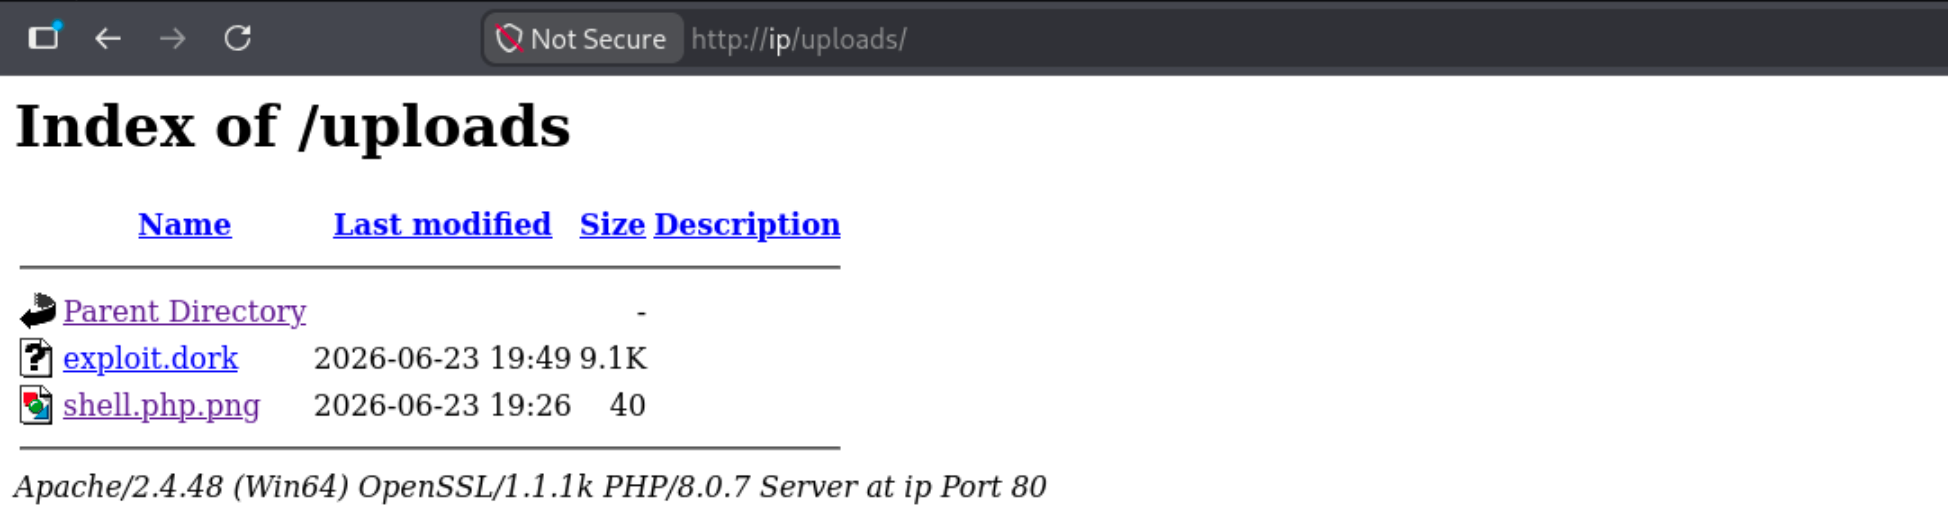 Not Secure http://ip/uploads/
Index of /uploads
Name Last modified Size Description
Parent Directory -
exploit.dork 2026-06-23 19:49 9.1K
shell.php.png 2026-06-23 19:26 40
Apache/2.4.48 (Win64) OpenSSL/1.1.1k PHP/8.0.7 Server at ip Port 80